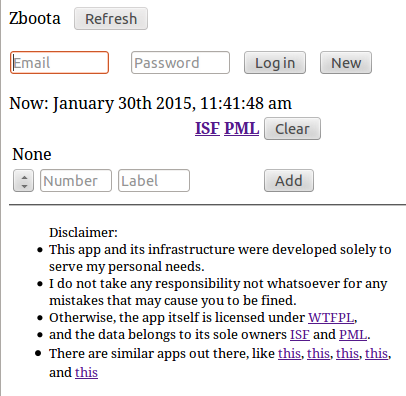 Zboota Refresh
Email Password Log in New
Now: January 30th 2015, 11:41:48 am
ISF PML Clear
None
Number Label Add
Disclaimer:
This app and its infrastructure were developed solely to
serve my personal needs.
I do not take any responsibility not whatsoever for any
mistakes that may cause you to be fined.
Otherwise, the app itself is licensed under WTFPL,
and the data belongs to its sole owners ISF and PML.
There are similar apps out there, like this, this, this, this,
and this